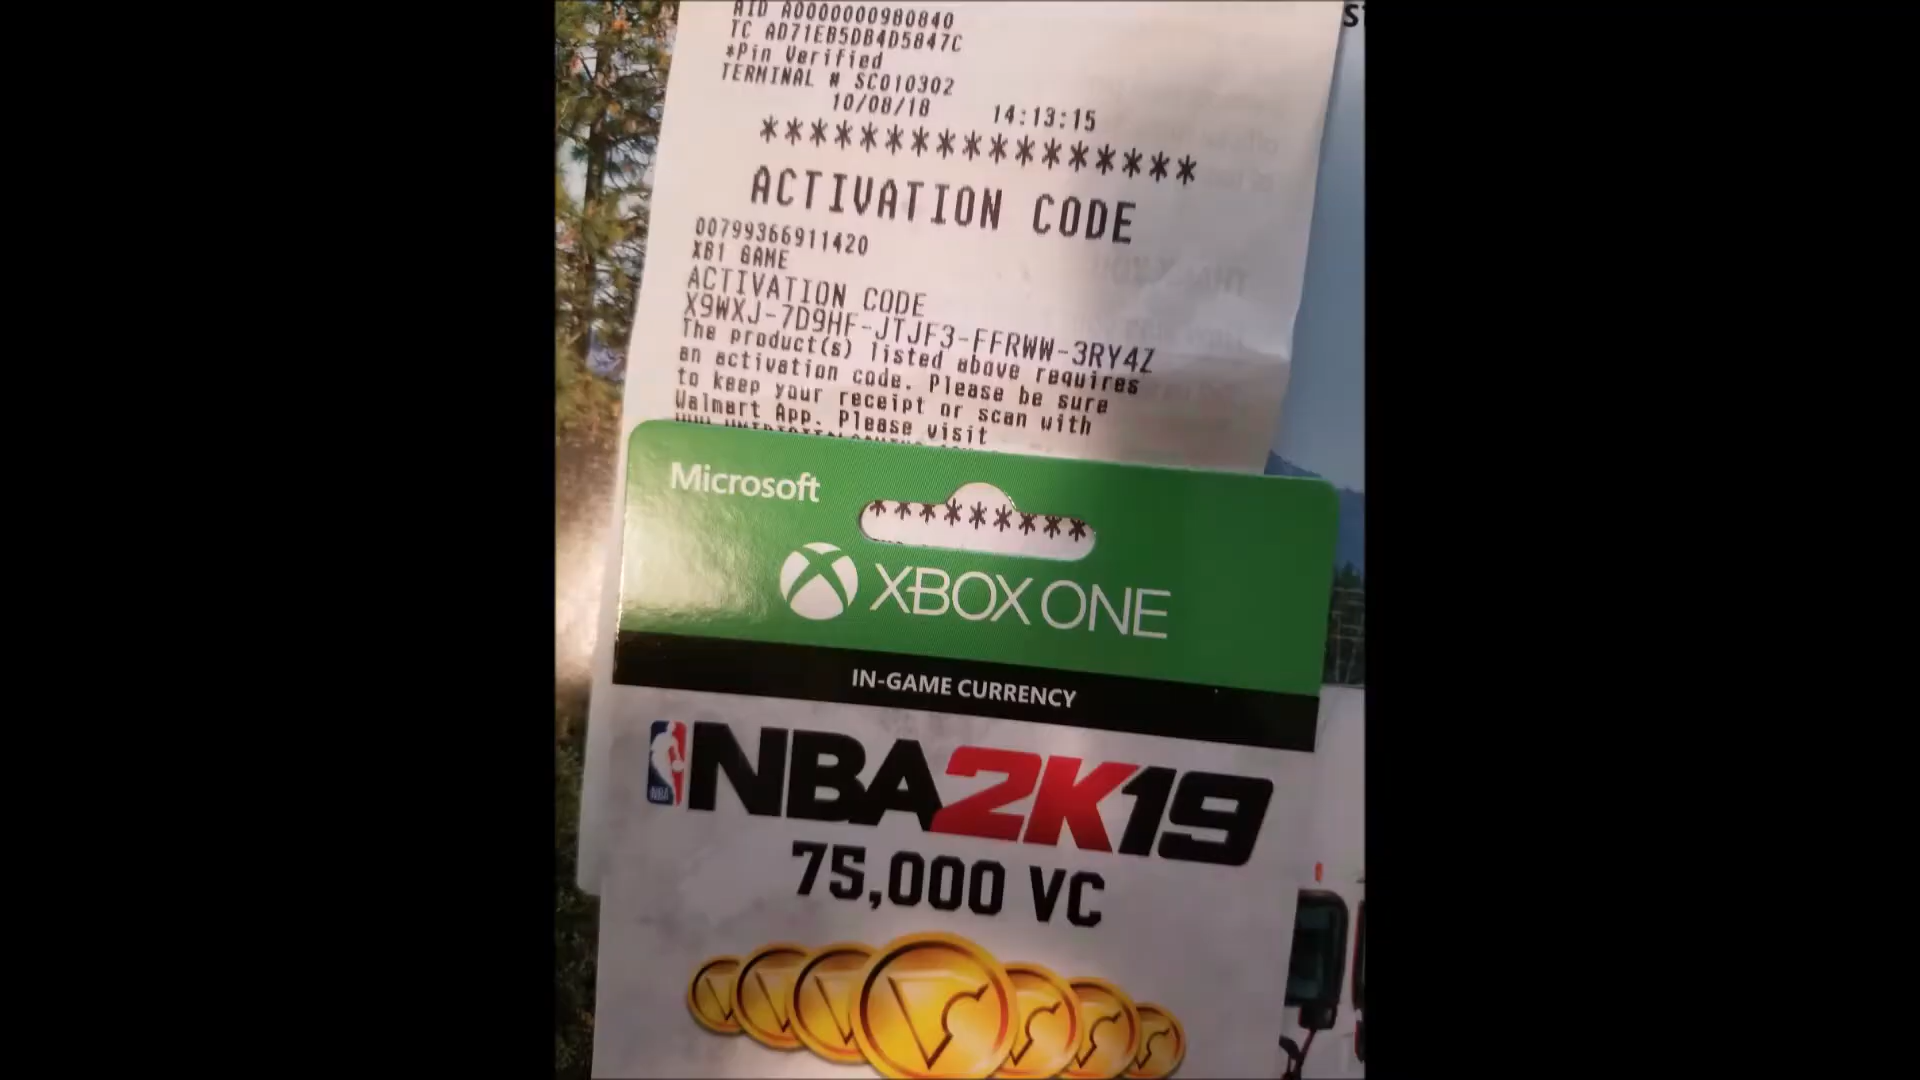 AID A0000000980840
TC AD71EB5DB4D5847C
*Pin Verified
TERMINAL # SC010302
10/08/18 14:13:15
*****************
ACTIVATION CODE
00799366911420
XB1 GAME
ACTIVATION CODE
X9WXJ-7D9HF-JTJF3-FFRWW-3RY4Z
The product(s) listed above requires
an activation code. Please be sure
to keep your receipt or scan with
Walmart App. Please visit
Microsoft
*********
XBOX ONE
IN-GAME CURRENCY
NBA
NBA2K19
75,000 VC